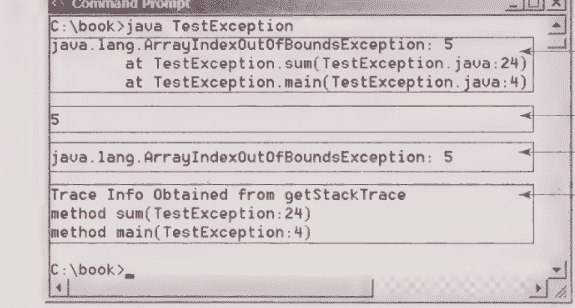 Command Prompt
C:\book>java TestException
java.lang.ArrayIndexOutOfBoundsException: 5
at TestException.sum(TestException.java:24)
at TestException.main(TestException.java:4)
5
java.lang.ArrayIndexOutOfBoundsException: 5
Trace Info Obtained from getStackTrace
method sum(TestException:24)
method main(TestException:4)
C:\book>_